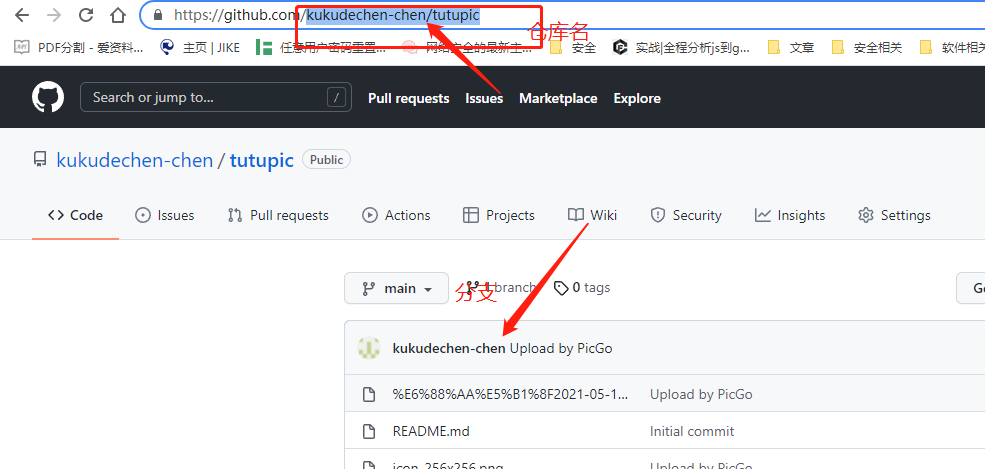 https://github.com/kukudechen-chen/tutupic
仓库名
PDF分割 - 爱资料... 主页 | JIKE 任意用户密码重置... 网络安全的最新主... 安全 实战|全程分析js到g... 文章 安全相关 软件相关
Search or jump to... / Pull requests Issues Marketplace Explore
kukudechen-chen / tutupic Public
Code Issues Pull requests Actions Projects Wiki Security Insights Settings
main 分支 branch 0 tags Go
kukudechen-chen Upload by PicGo
%E6%88%AA%E5%B1%8F2021-05-1... Upload by PicGo
README.md Initial commit
icon_256x256.png Upload by PicGo